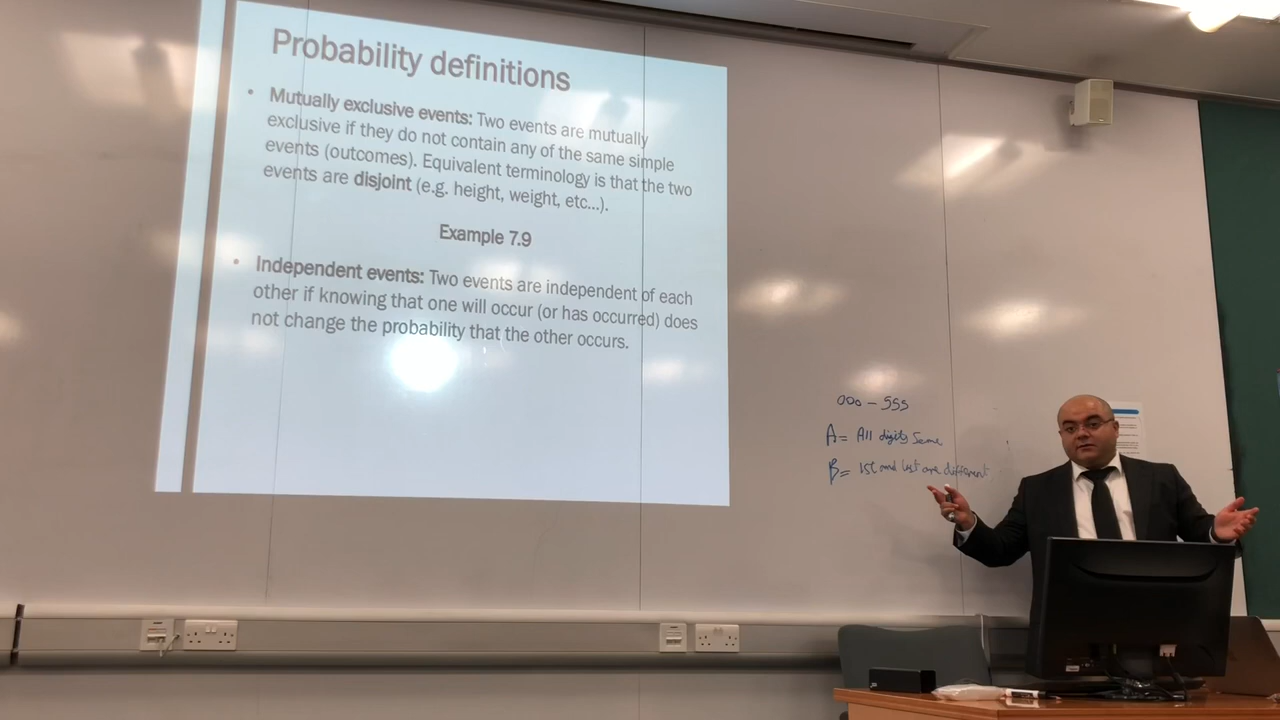 Probability definitions
• Mutually exclusive events: Two events are mutually
exclusive if they do not contain any of the same simple
events (outcomes). Equivalent terminology is that the two
events are disjoint (e.g. height, weight, etc...).
Example 7.9
• Independent events: Two events are independent of each
other if knowing that one will occur (or has occurred) does
not change the probability that the other occurs.
000 – 555
A = All digits Same
B = 1st and last are different